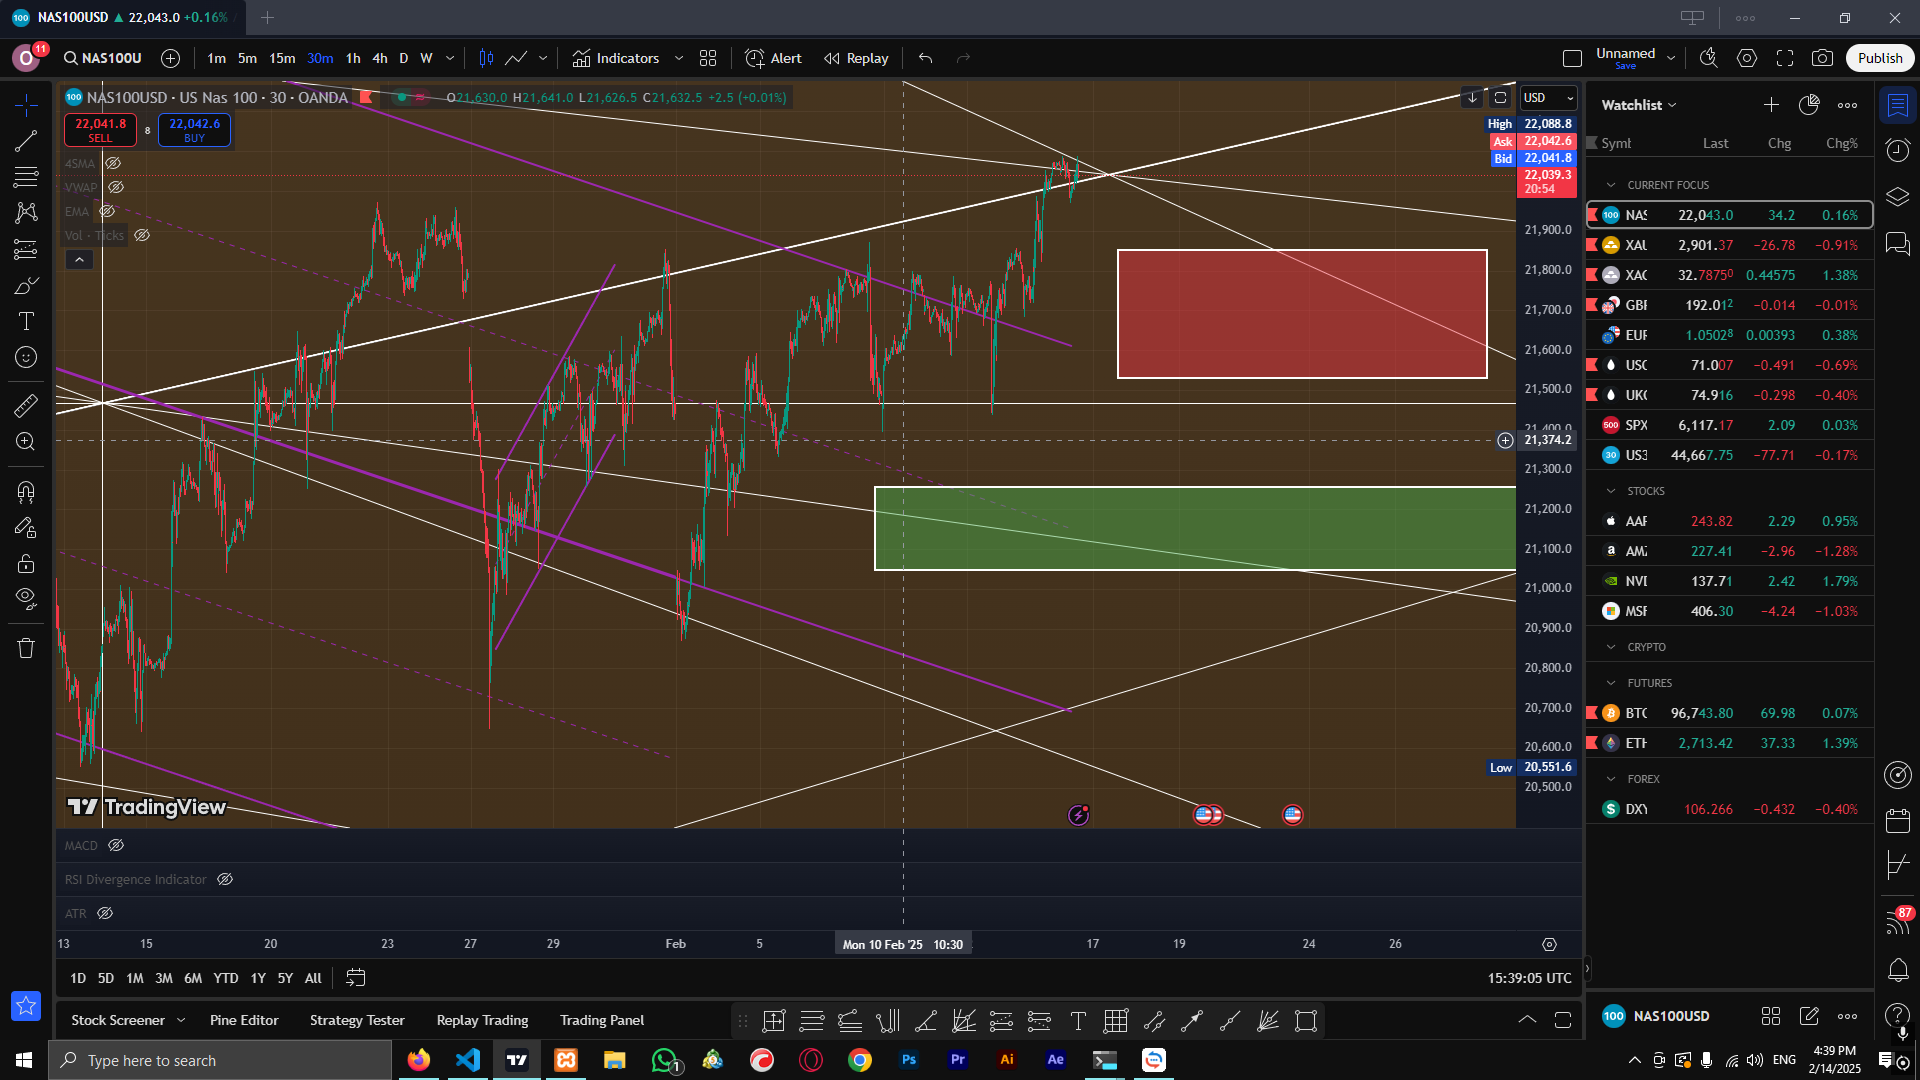 NAS100USD ▲ 22,043.0 +0.16%
O 11 NAS100U 1m 5m 15m 30m 1h 4h D W Indicators Alert Replay Unnamed Save Publish
100 NAS100USD · US Nas 100 · 30 · OANDA O21,630.0 H21,641.0 L21,626.5 C21,632.5 +2.5 (+0.01%)
22,041.8 SELL 8 22,042.6 BUY
4SMA
VWAP
EMA
Vol · Ticks
USD
High 22,088.8
Ask 22,042.6
Bid 22,041.8
22,039.3
20:54
21,900.0
21,800.0
21,700.0
21,600.0
21,500.0
21,400.0
21,374.2
21,300.0
21,200.0
21,100.0
21,000.0
20,900.0
20,800.0
20,700.0
20,600.0
Low 20,551.6
20,500.0
TradingView
MACD
RSI Divergence Indicator
ATR
13 15 20 23 27 29 Feb 5 Mon 10 Feb '25 10:30 17 19 24 26
1D 5D 1M 3M 6M YTD 1Y 5Y All 15:39:05 UTC
Stock Screener Pine Editor Strategy Tester Replay Trading Trading Panel
Watchlist
Symb Last Chg Chg%
CURRENT FOCUS
100 NAS 22,043.0 34.2 0.16%
XAU 2,901.37 −26.78 −0.91%
XAG 32.78750 0.44575 1.38%
GBP 192.012 −0.014 −0.01%
EUR 1.05028 0.00393 0.38%
USO 71.007 −0.491 −0.69%
UKO 74.916 −0.298 −0.40%
500 SPX 6,117.17 2.09 0.03%
30 US3 44,667.75 −77.71 −0.17%
STOCKS
AAP 243.82 2.29 0.95%
AMZ 227.41 −2.96 −1.28%
NVD 137.71 2.42 1.79%
MSF 406.30 −4.24 −1.03%
CRYPTO
FUTURES
BTC 96,743.80 69.98 0.07%
ETH 2,713.42 37.33 1.39%
FOREX
DXY 106.266 −0.432 −0.40%
87
100 NAS100USD
Type here to search
1
Ps Pr Ai Ae
ENG
4:39 PM
2/14/2025